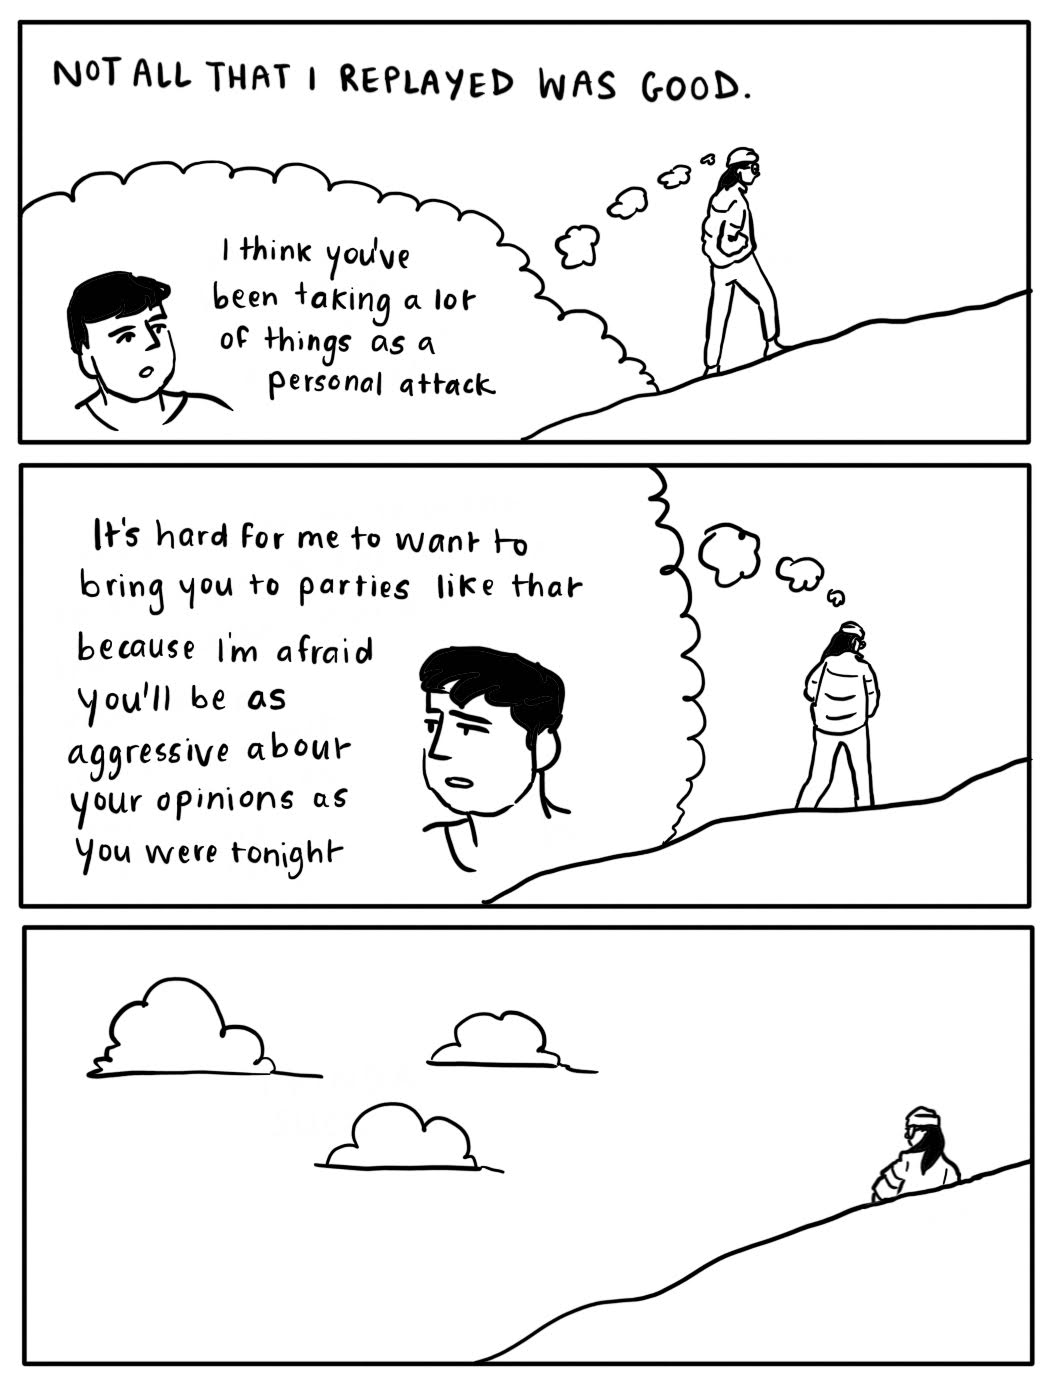 NOT ALL THAT I REPLAYED WAS GOOD.
I think you've
been taking a lot
of things as a
personal attack
It's hard for me to want to
bring you to parties like that
because I'm afraid
you'll be as
aggressive about
your opinions as
you were tonight